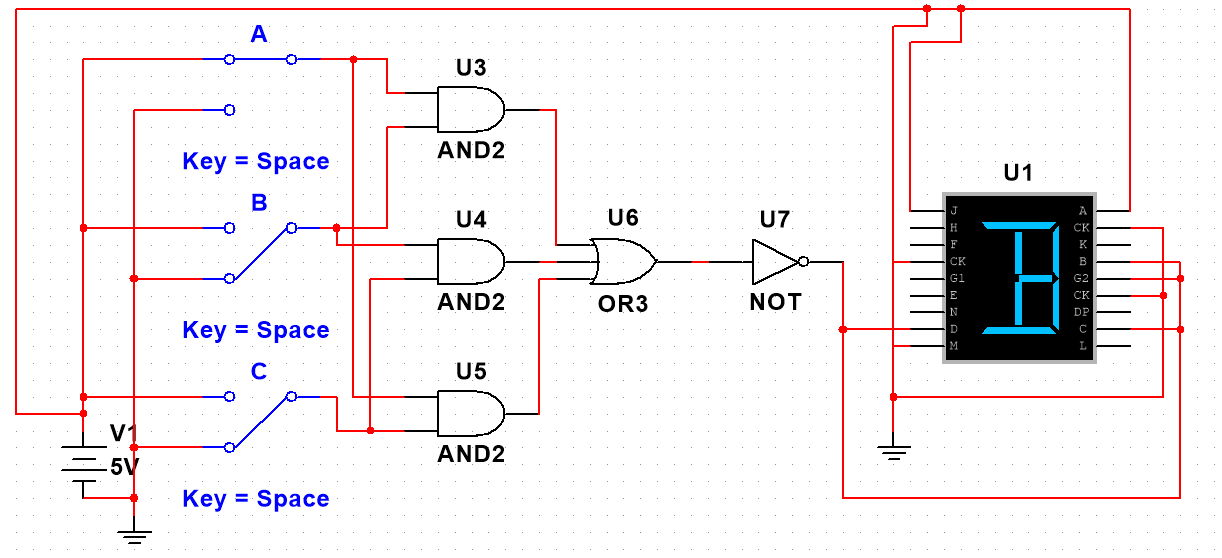 A
Key = Space
B
Key = Space
C
Key = Space
V1
5V
U3
AND2
U4
AND2
U5
AND2
U6
OR3
U7
NOT
U1
J
H
F
CK
G1
E
N
D
M
A
CK
K
B
G2
CK
DP
C
L